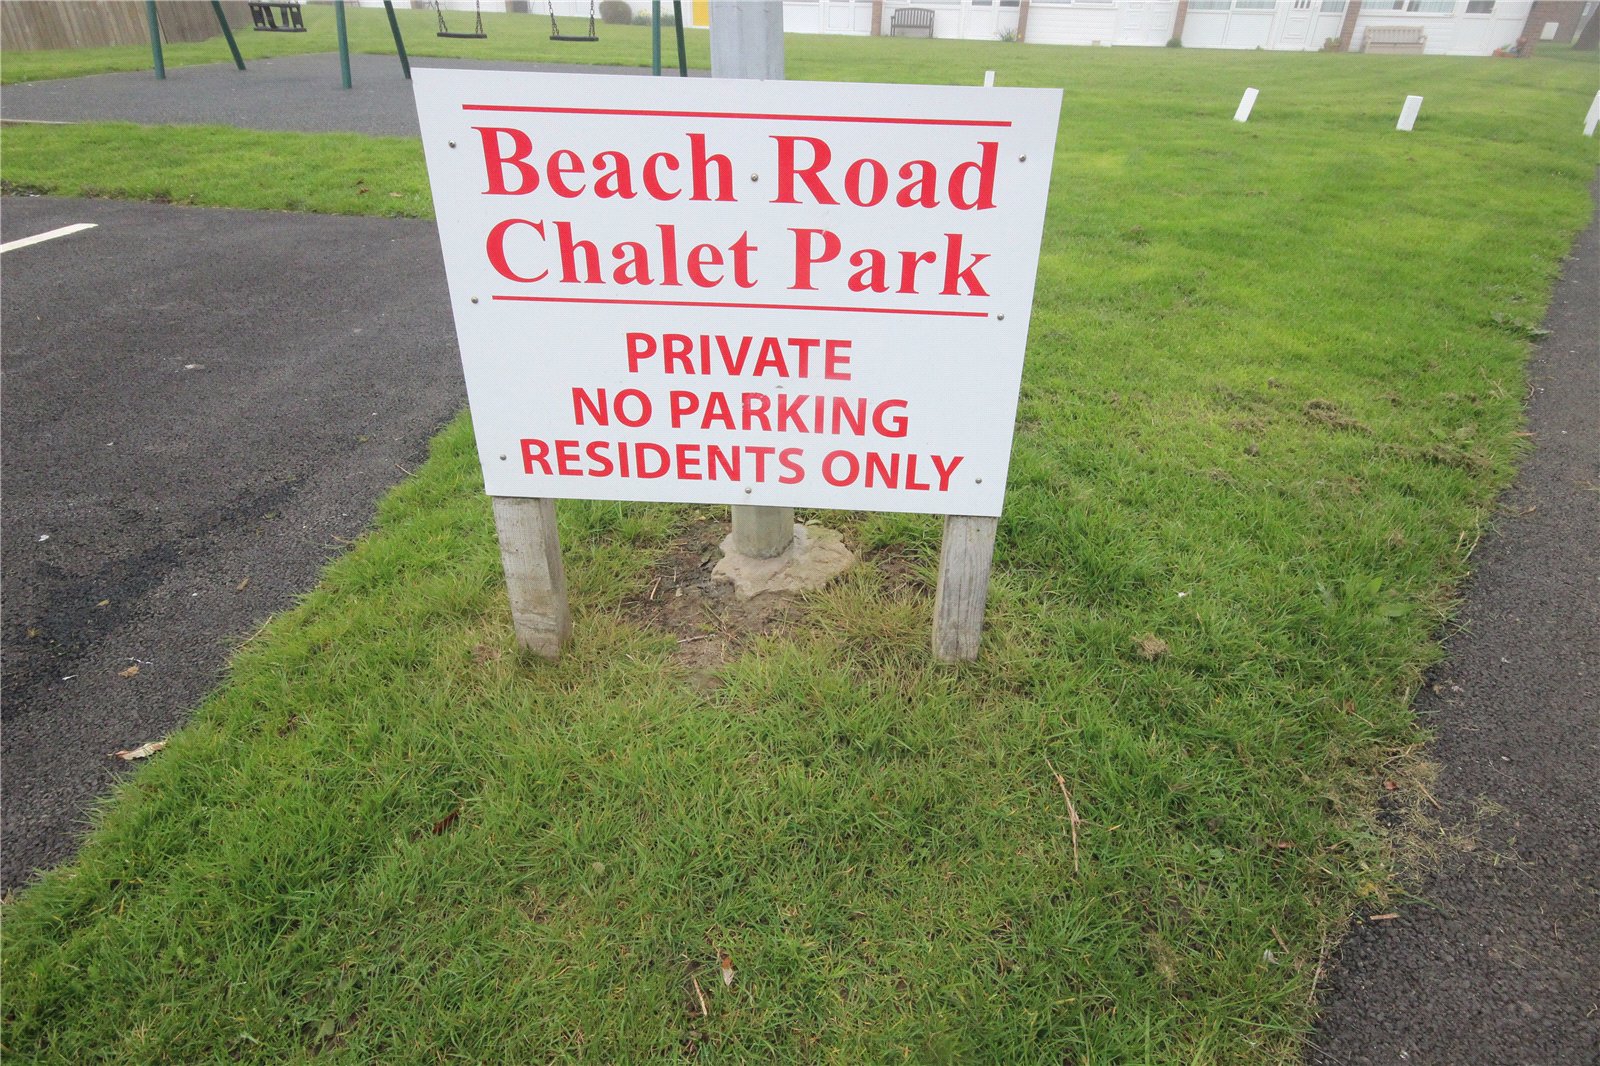 Beach Road
Chalet Park
PRIVATE
NO PARKING
RESIDENTS ONLY